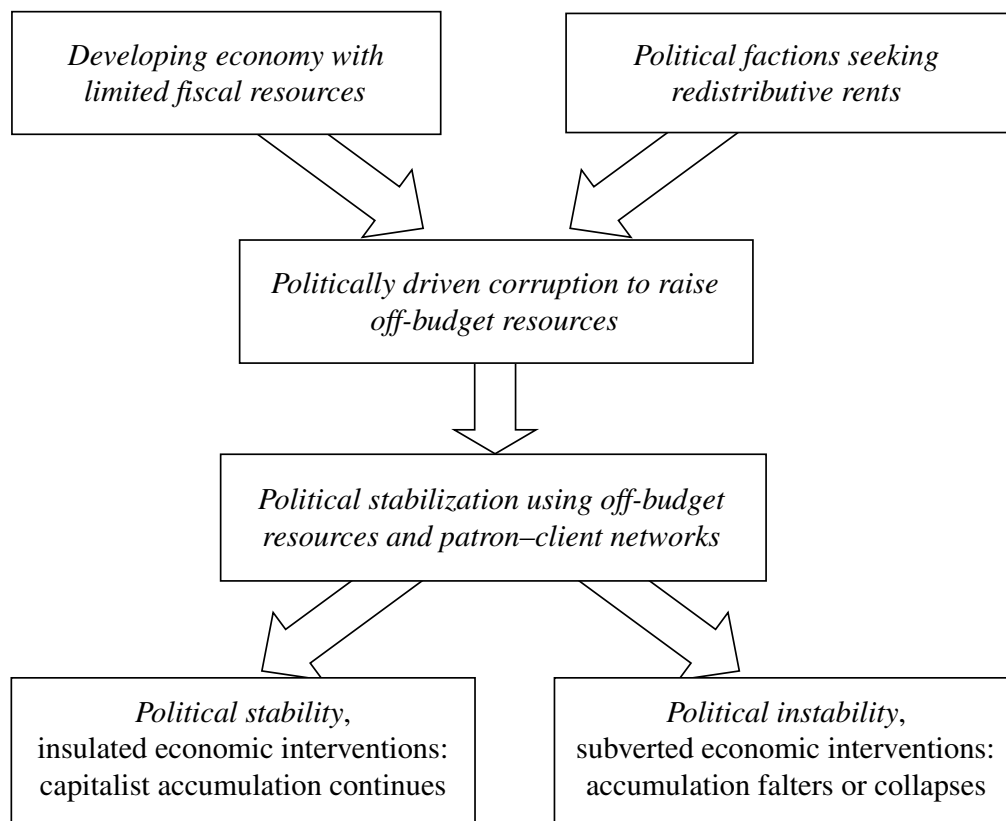 Developing economy with
limited fiscal resources
Political factions seeking
redistributive rents
Politically driven corruption to raise
off-budget resources
Political stabilization using off-budget
resources and patron–client networks
Political stability,
insulated economic interventions:
capitalist accumulation continues
Political instability,
subverted economic interventions:
accumulation falters or collapses